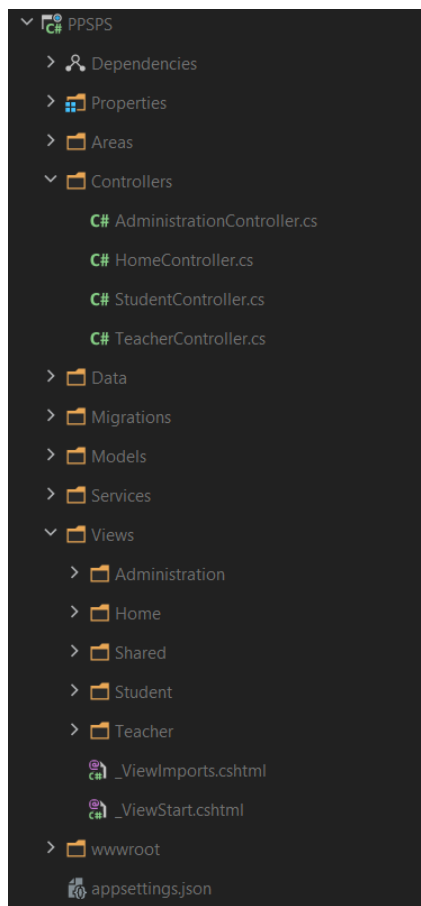 C# PPSPS
Dependencies
Properties
Areas
Controllers
C# AdministrationController.cs
C# HomeController.cs
C# StudentController.cs
C# TeacherController.cs
Data
Migrations
Models
Services
Views
Administration
Home
Shared
Student
Teacher
@ C# _ViewImports.cshtml
@ C# _ViewStart.cshtml
wwwroot
appsettings.json